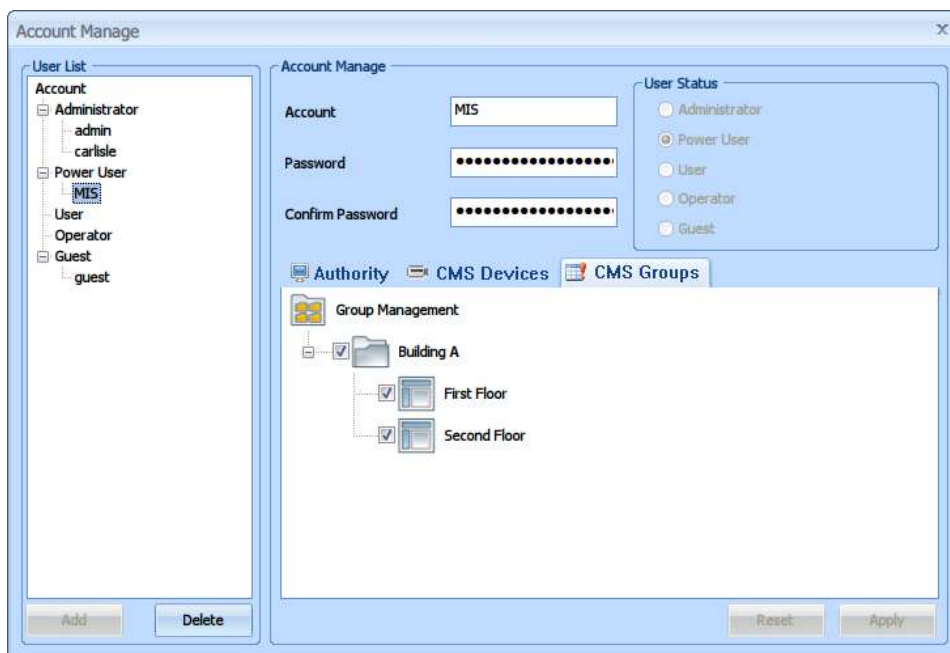 Account Manage
User List
Account
Administrator
admin
carlisle
Power User
MIS
User
Operator
Guest
guest
Add
Delete
Account Manage
Account
MIS
Password
Confirm Password
User Status
Administrator
Power User
User
Operator
Guest
Authority
CMS Devices
CMS Groups
Group Management
Building A
First Floor
Second Floor
Reset
Apply